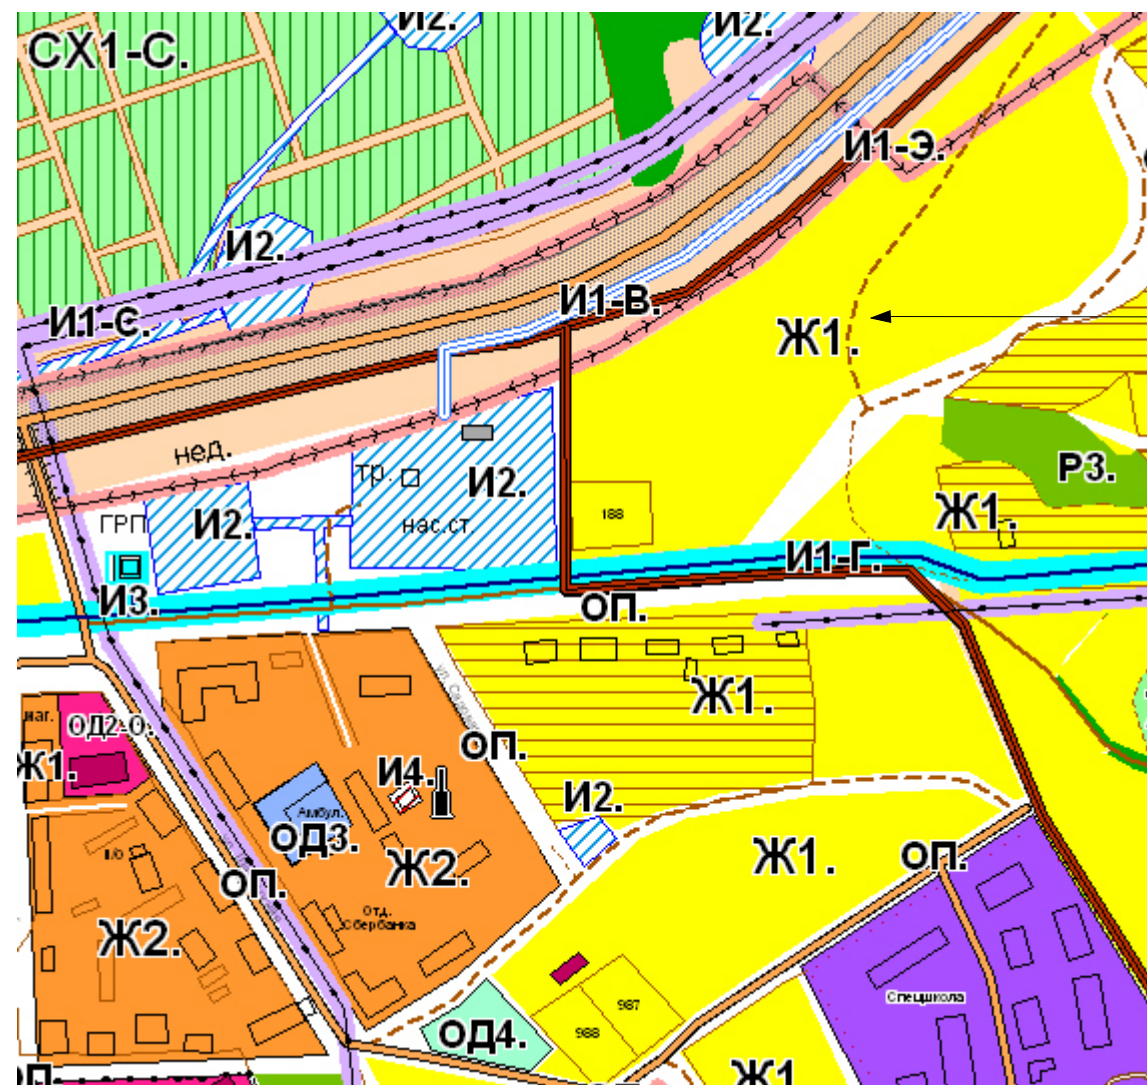 И2.
И2.
СХ1-С.
И1-Э.
И2.
И1-В.
И1-С.
Ж1.
нед.
тр.
И2.
Р3.
188
ГРП
И2.
нас.ст.
Ж1.
И1-Г.
И3.
ОП.
Ж1.
маг.
ОД2-О.
ОП.
Ж1.
И4.
И2.
Амбул.
ОД3.
Ж2.
Ж1.
ОП.
п/о
ОП.
Отд.
Сбербанка
Ж2.
Спецшкола
987
988
ОД4.
ОП.
Ж1